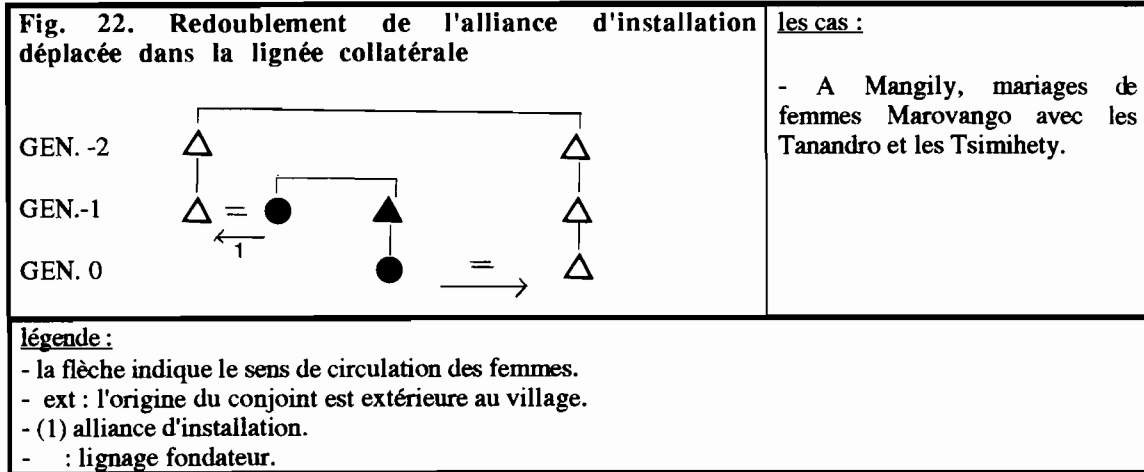 Fig. 22. Redoublement de l'alliance d'installation
déplacée dans la lignée collatérale
GEN. -2
GEN.-1
=
1
GEN. 0
=
les cas :
- A Mangily, mariages de
femmes Marovango avec les
Tanandro et les Tsimihety.
légende :
- la flèche indique le sens de circulation des femmes.
- ext : l'origine du conjoint est extérieure au village.
- (1) alliance d'installation.
- : lignage fondateur.